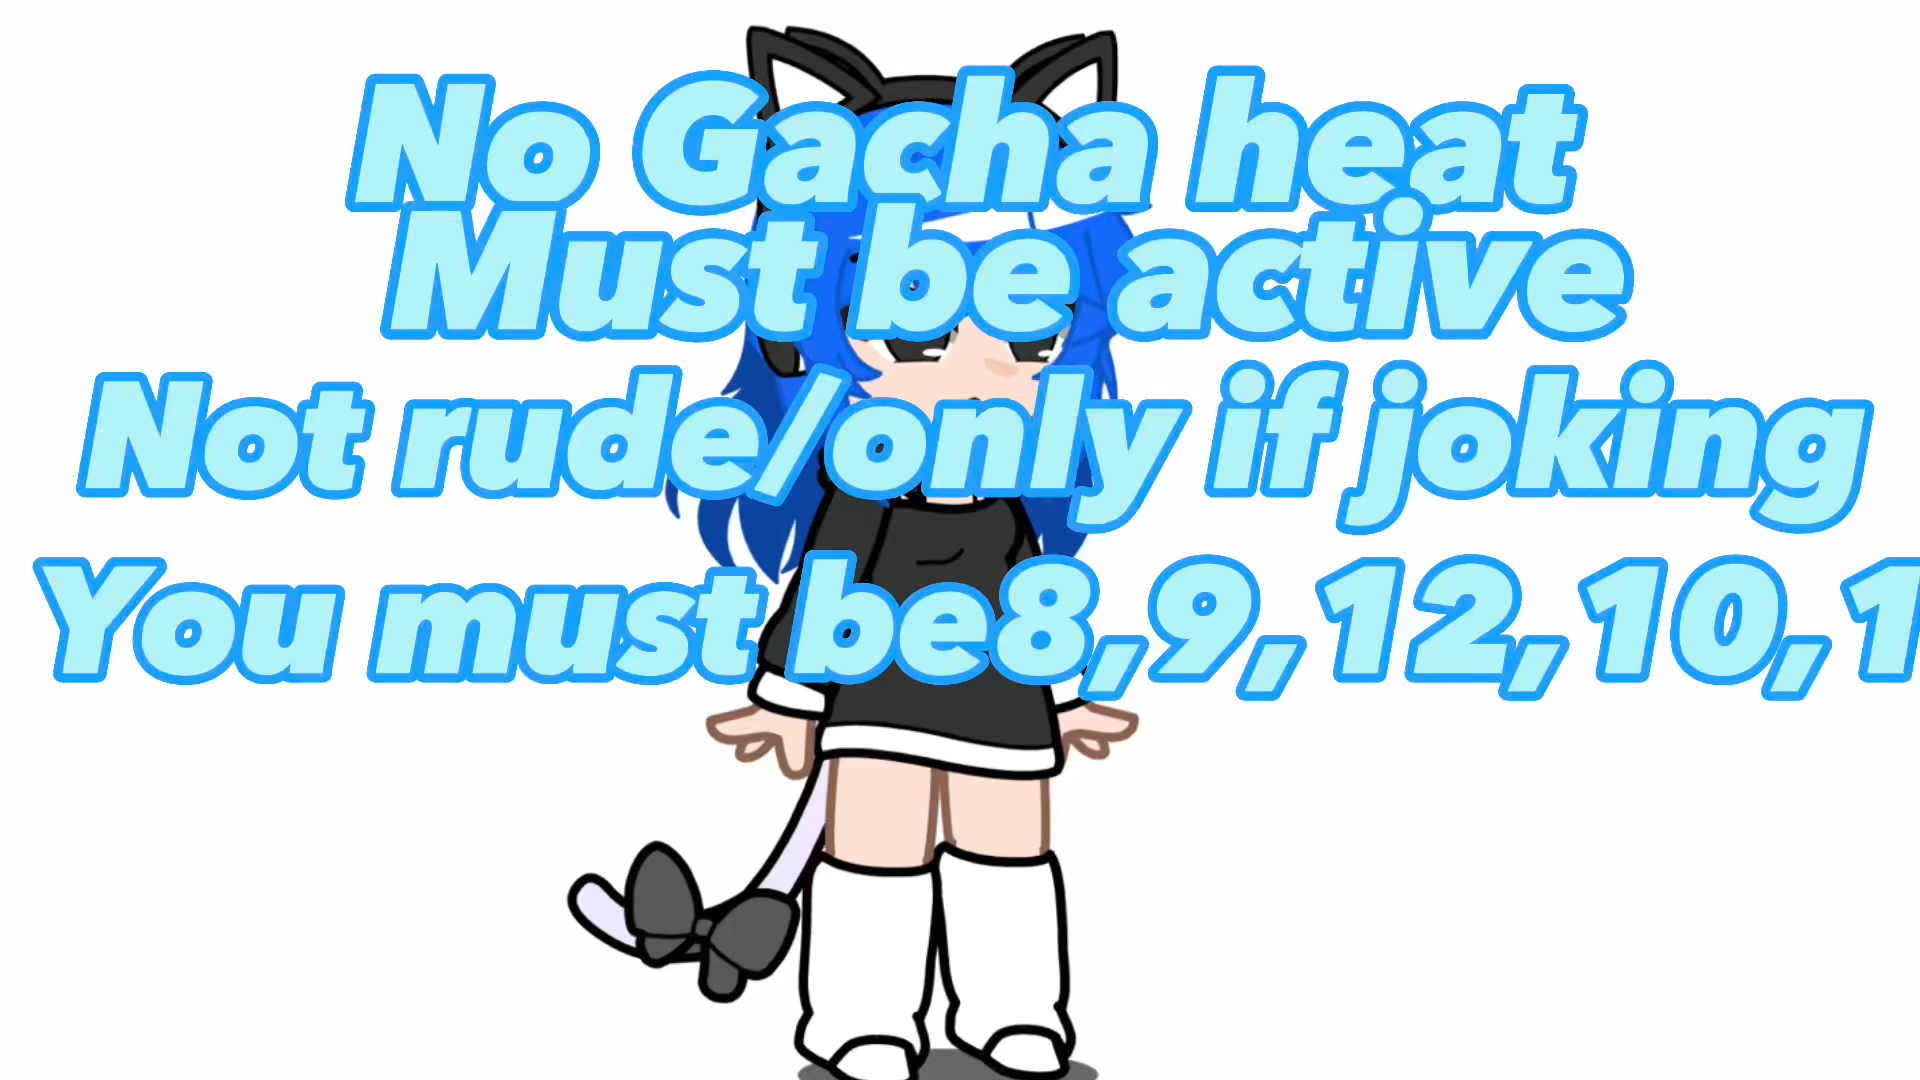 No Gacha heat
Must be active
Not rude/only if joking
You must be8,9,12,10,1